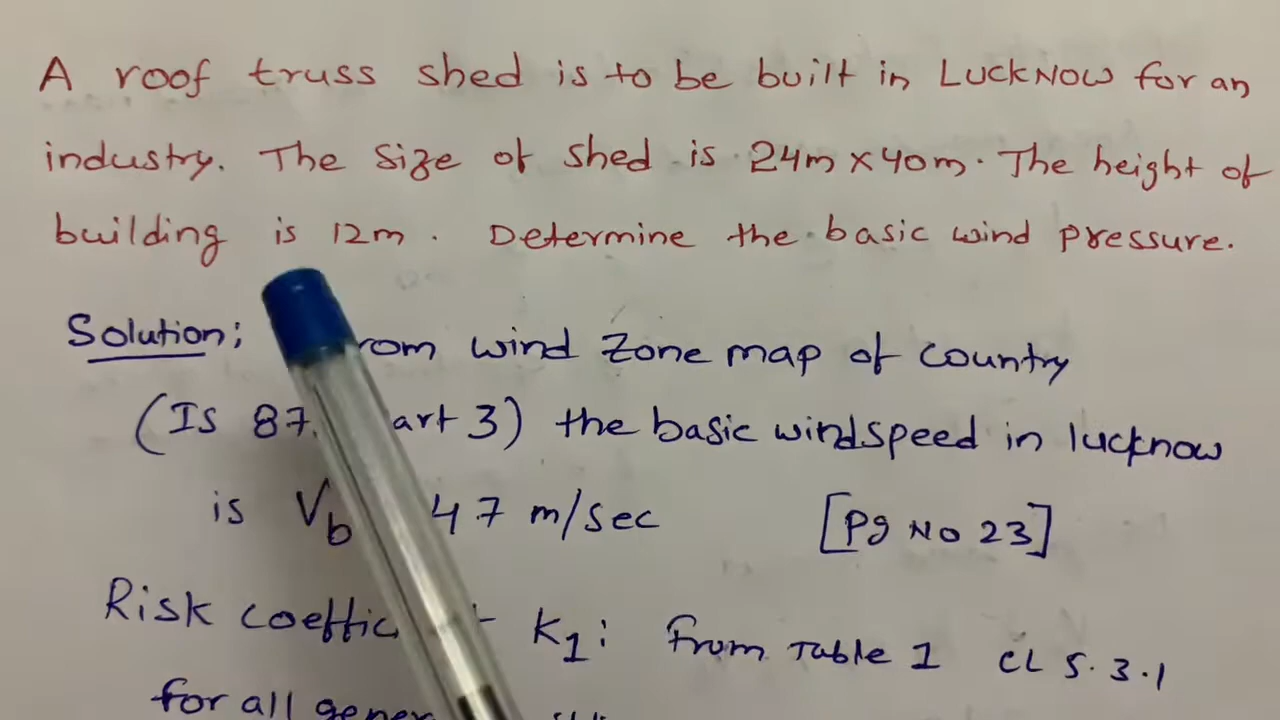 A roof truss shed is to be built in LUCKNOW for an
industry. The Size of shed is 24m x 40m. The height of
building is 12m. Determine the basic wind pressure.
Solution; rom wind Zone map of country
(Is 87. art 3) the basic windspeed in lucknow
is Vb 47 m/sec [Pg No 23]
Risk coeffic K1: From Table 1 CL 5.3.1
for all gener